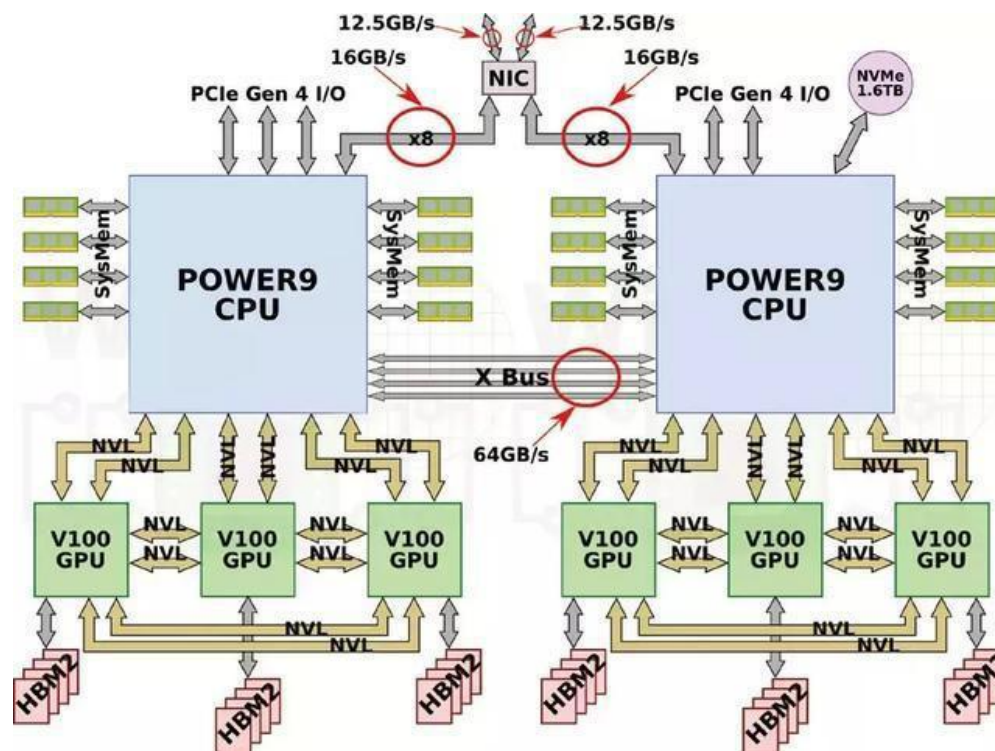 12.5GB/s
12.5GB/s
16GB/s
16GB/s
NIC
NVMe
1.6TB
PCIe Gen 4 I/O
PCIe Gen 4 I/O
x8
x8
SysMem
SysMem
SysMem
SysMem
POWER9
CPU
POWER9
CPU
X Bus
64GB/s
NVL
NVL
NVL
NVL
NVL
NVL
NVL
NVL
NVL
NVL
NVL
NVL
V100
GPU
NVL
NVL
V100
GPU
NVL
NVL
V100
GPU
V100
GPU
NVL
NVL
V100
GPU
NVL
NVL
V100
GPU
NVL
NVL
NVL
NVL
HBM2
HBM2
HBM2
HBM2
HBM2
HBM2